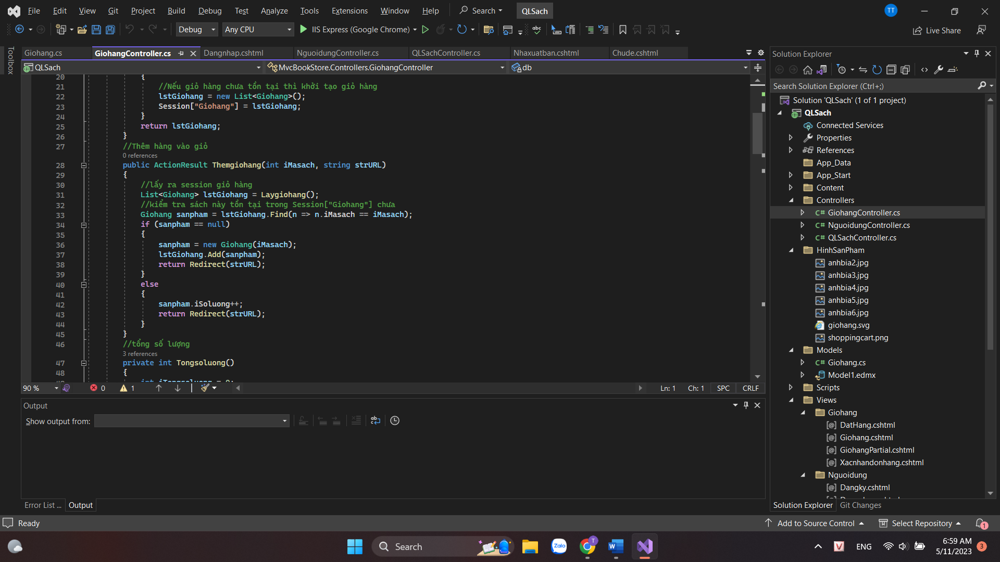 File Edit View Git Project Build Debug Test Analyze Tools Extensions Window Help Search QLSach TT
Debug Any CPU IIS Express (Google Chrome) Live Share
Toolbox
Giohang.cs GiohangController.cs Dangnhap.cshtml NguoidungController.cs QLSachController.cs Nhaxuatban.cshtml Chude.cshtml
QLSach MvcBookStore.Controllers.GiohangController db
20 {
21 //Nếu giỏ hàng chưa tồn tại thì khởi tạo giỏ hàng
22 lstGiohang = new List<Giohang>();
23 Session["Giohang"] = lstGiohang;
24 }
25 return lstGiohang;
26 }
27 //Thêm hàng vào giỏ
0 references
28 public ActionResult Themgiohang(int iMasach, string strURL)
29 {
30 //lấy ra session giỏ hàng
31 List<Giohang> lstGiohang = Laygiohang();
32 //kiểm tra sách này tồn tại trong Session["Giohang"] chưa
33 Giohang sanpham = lstGiohang.Find(n => n.iMasach == iMasach);
34 if (sanpham == null)
35 {
36 sanpham = new Giohang(iMasach);
37 lstGiohang.Add(sanpham);
38 return Redirect(strURL);
39 }
40 else
41 {
42 sanpham.iSoluong++;
43 return Redirect(strURL);
44 }
45 }
46 //tổng số lượng
3 references
47 private int Tongsoluong()
48 {
90 % 0 1 Ln: 1 Ch: 1 SPC CRLF
Output
Show output from:
Error List ... Output
Solution Explorer
Search Solution Explorer (Ctrl+;)
Solution 'QLSach' (1 of 1 project)
QLSach
Connected Services
Properties
References
App_Data
App_Start
Content
Controllers
C# GiohangController.cs
C# NguoidungController.cs
C# QLSachController.cs
HinhSanPham
anhbia2.jpg
anhbia3.jpg
anhbia4.jpg
anhbia5.jpg
anhbia6.jpg
giohang.svg
shoppingcart.png
Models
C# Giohang.cs
Model1.edmx
Scripts
Views
Giohang
[@] DatHang.cshtml
[@] Giohang.cshtml
[@] GiohangPartial.cshtml
[@] Xacnhandonhang.cshtml
Nguoidung
[@] Dangky.cshtml
Solution Explorer Git Changes
Ready Add to Source Control Select Repository 1
Search Zalo T W V ENG 6:59 AM 3
5/11/2023